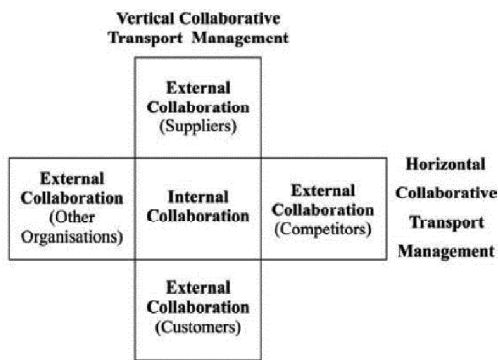 Vertical Collaborative
Transport Management
External
Collaboration
(Suppliers)
External
Collaboration
(Other
Organisations)
Internal
Collaboration
External
Collaboration
(Competitors)
Horizontal
Collaborative
Transport
Management
External
Collaboration
(Customers)